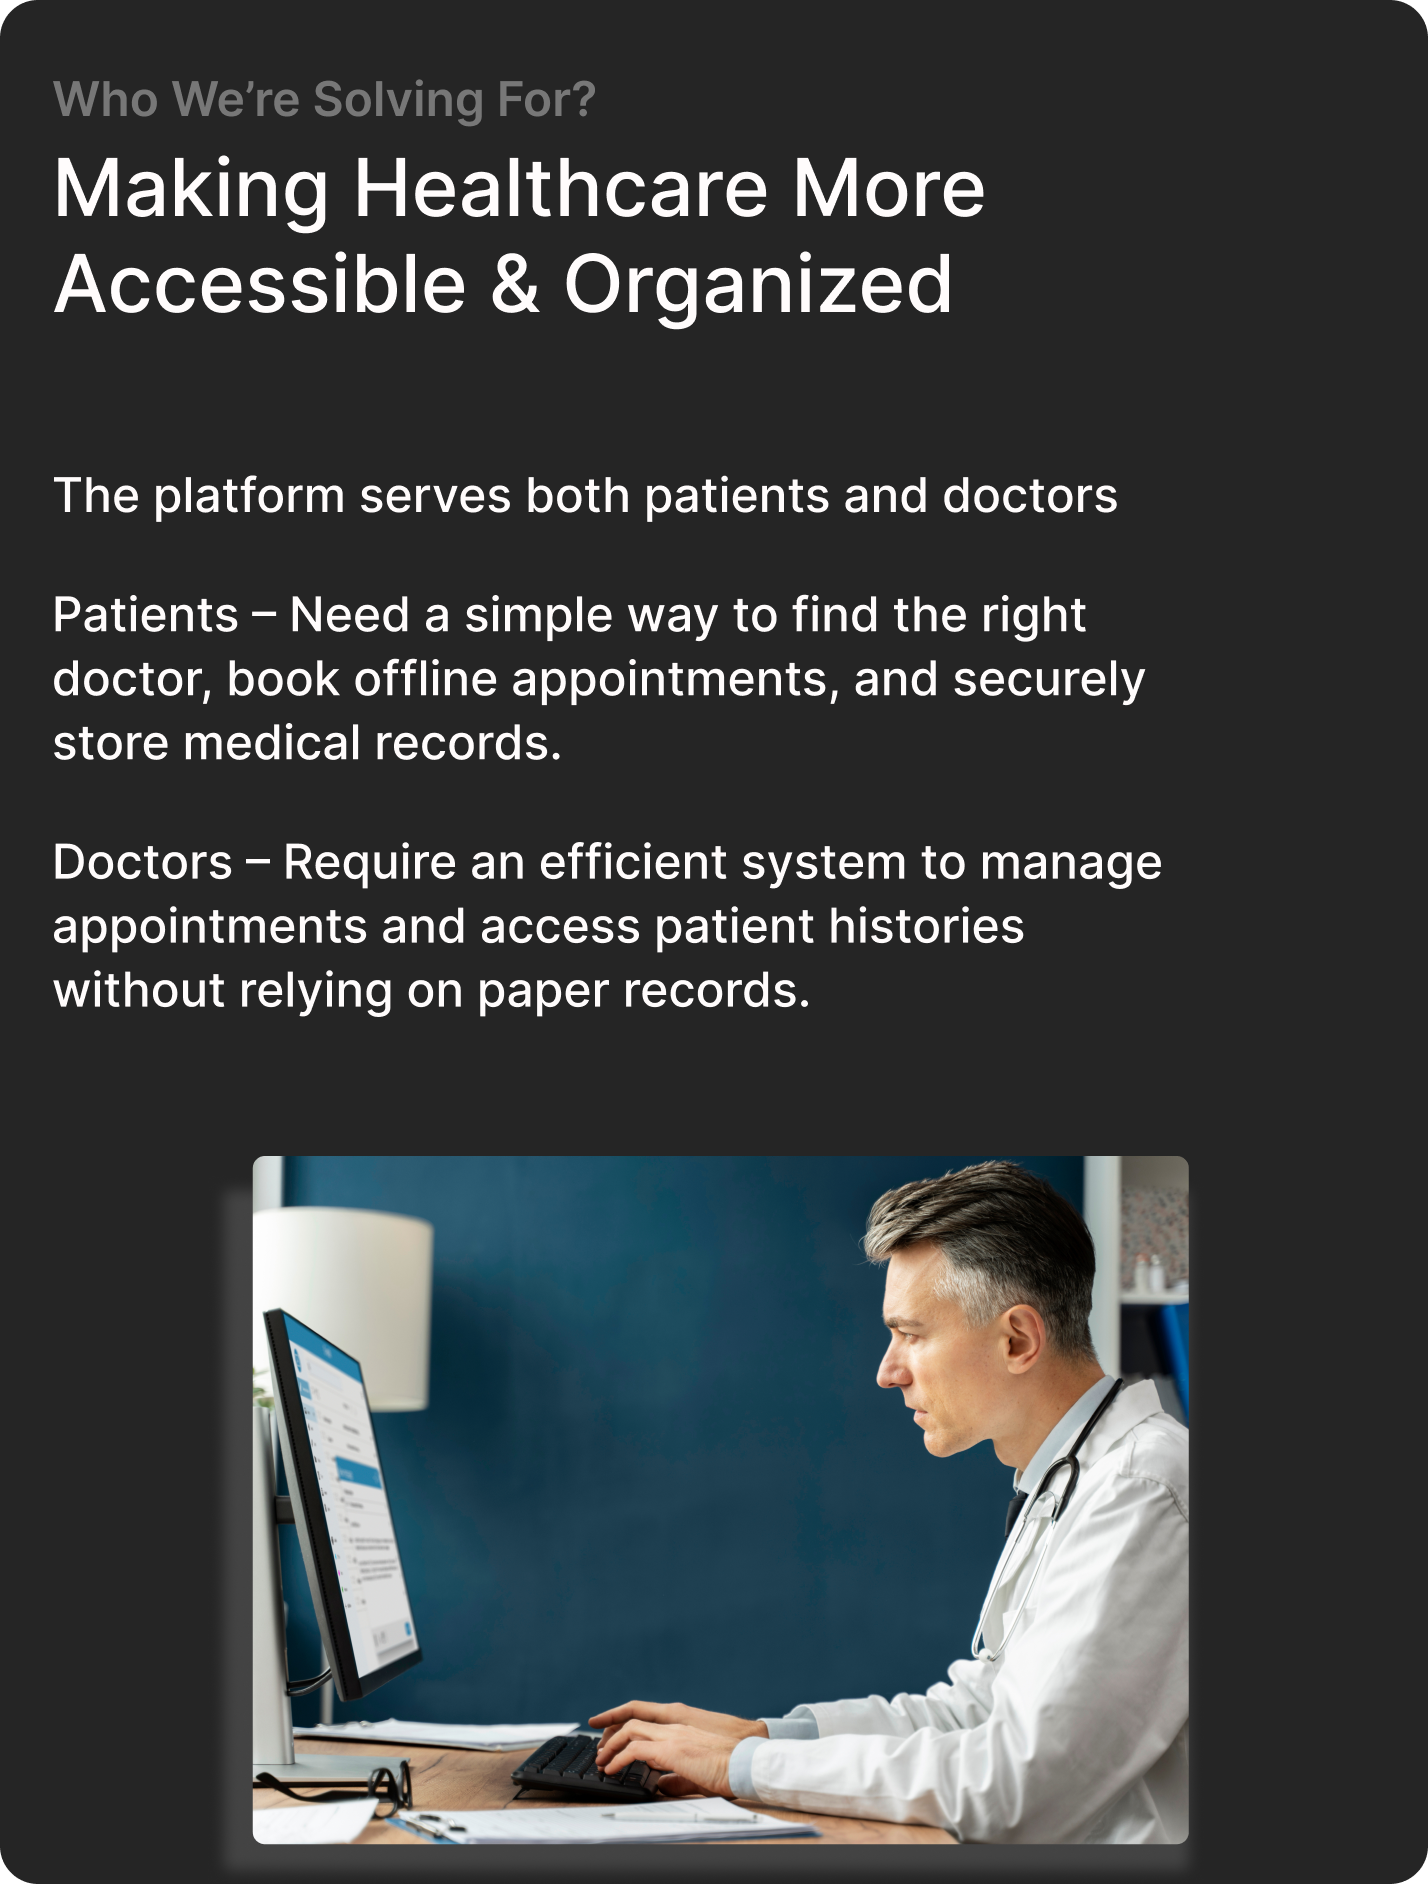 Who We’re Solving For?
Making Healthcare More
Accessible & Organized
The platform serves both patients and doctors
Patients – Need a simple way to find the right
doctor, book offline appointments, and securely
store medical records.
Doctors – Require an efficient system to manage
appointments and access patient histories
without relying on paper records.